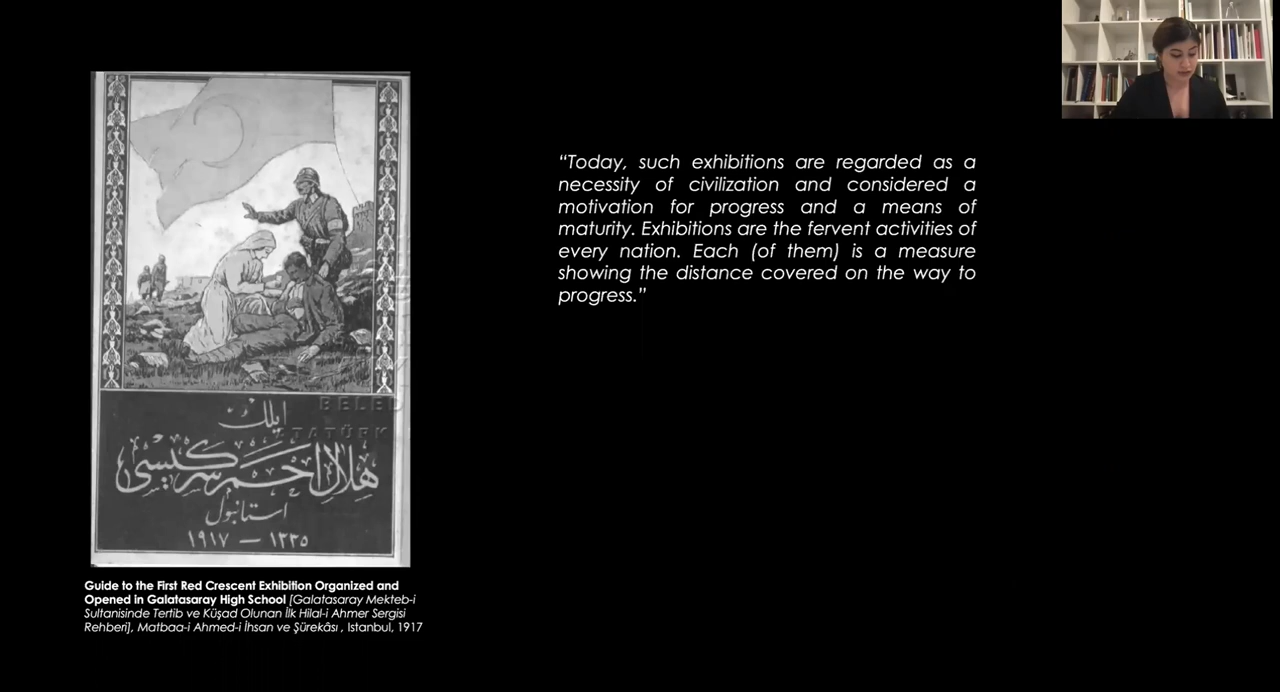 ايلك
هلال احمر سركيسى
استانبول
١٣٣٥ — ١٩١٧
BELED
ATATÜRK
Guide to the First Red Crescent Exhibition Organized and
Opened in Galatasaray High School [Galatasaray Mekteb-i
Sultanisinde Tertib ve Küşad Olunan İlk Hilal-i Ahmer Sergisi
Rehberi], Matbaa-i Ahmed-i İhsan ve Şürekâsı , Istanbul, 1917
“Today, such exhibitions are regarded as a
necessity of civilization and considered a
motivation for progress and a means of
maturity. Exhibitions are the fervent activities of
every nation. Each (of them) is a measure
showing the distance covered on the way to
progress.”